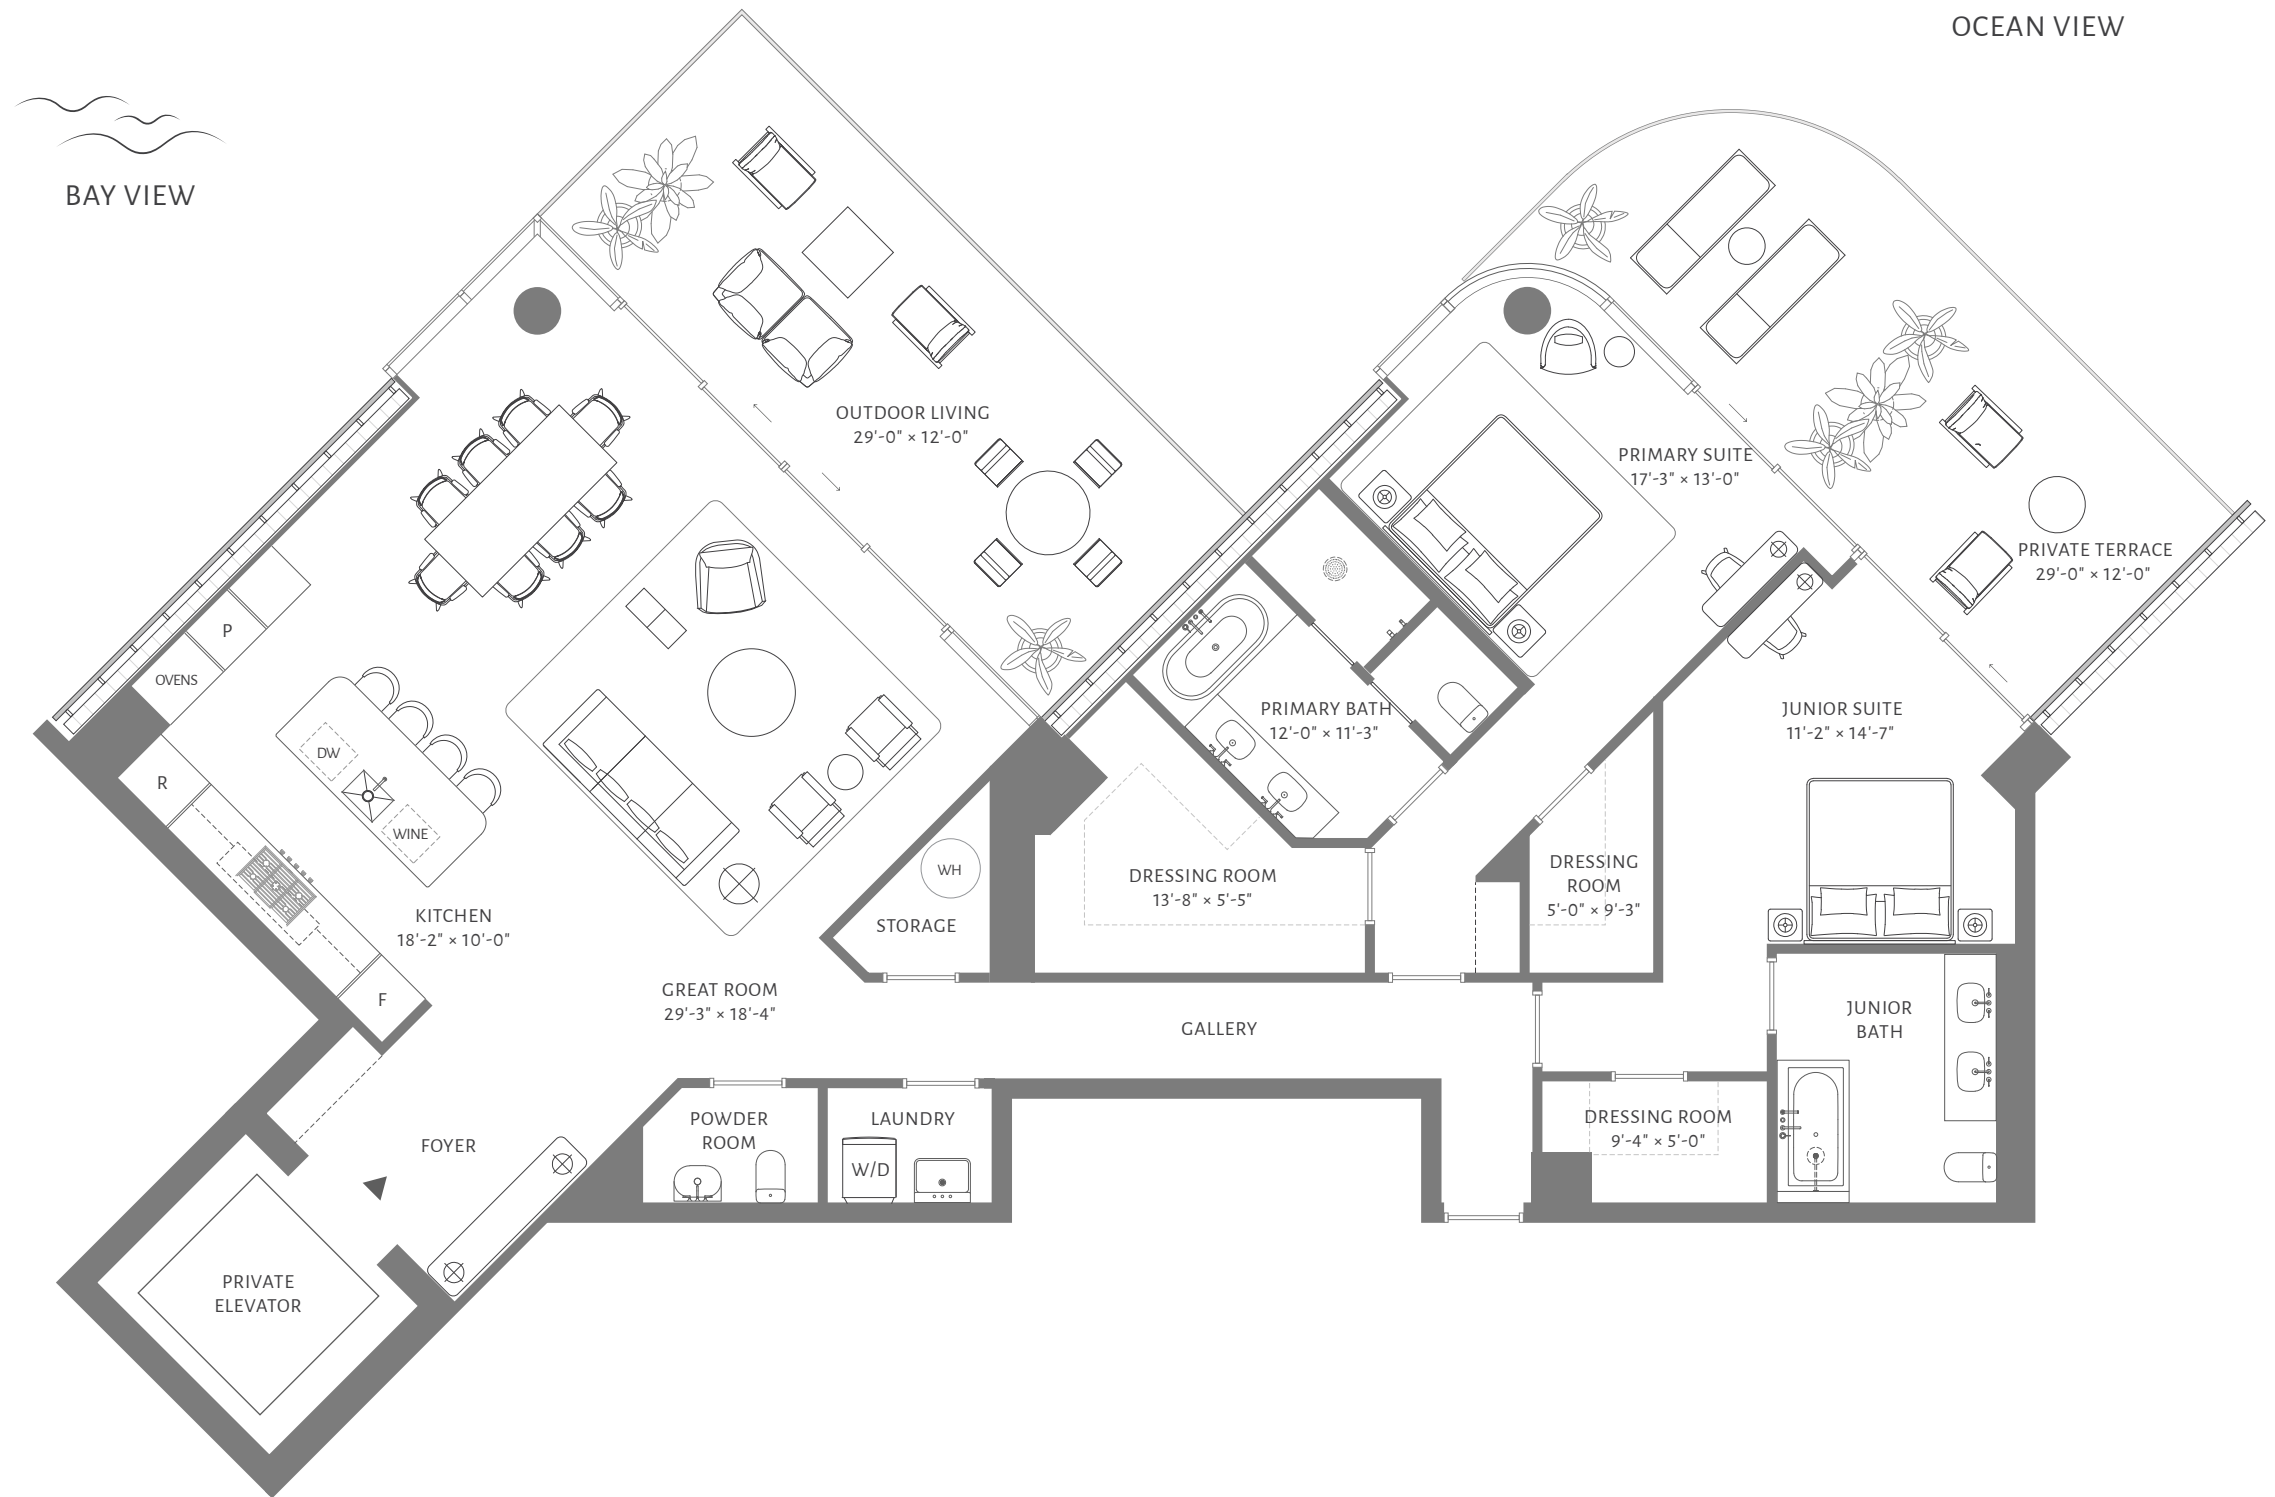 OCEAN VIEW
BAY VIEW
OUTDOOR LIVING
29'-0" × 12'-0"
PRIMARY SUITE
17'-3" × 13'-0"
PRIVATE TERRACE
29'-0" × 12'-0"
P
OVENS
DW
R
WINE
PRIMARY BATH
12'-0" × 11'-3"
JUNIOR SUITE
11'-2" × 14'-7"
WH
STORAGE
DRESSING ROOM
13'-8" × 5'-5"
DRESSING
ROOM
5'-0" × 9'-3"
KITCHEN
18'-2" × 10'-0"
F
GREAT ROOM
29'-3" × 18'-4"
GALLERY
JUNIOR
BATH
FOYER
POWDER
ROOM
LAUNDRY
W/D
DRESSING ROOM
9'-4" × 5'-0"
PRIVATE
ELEVATOR